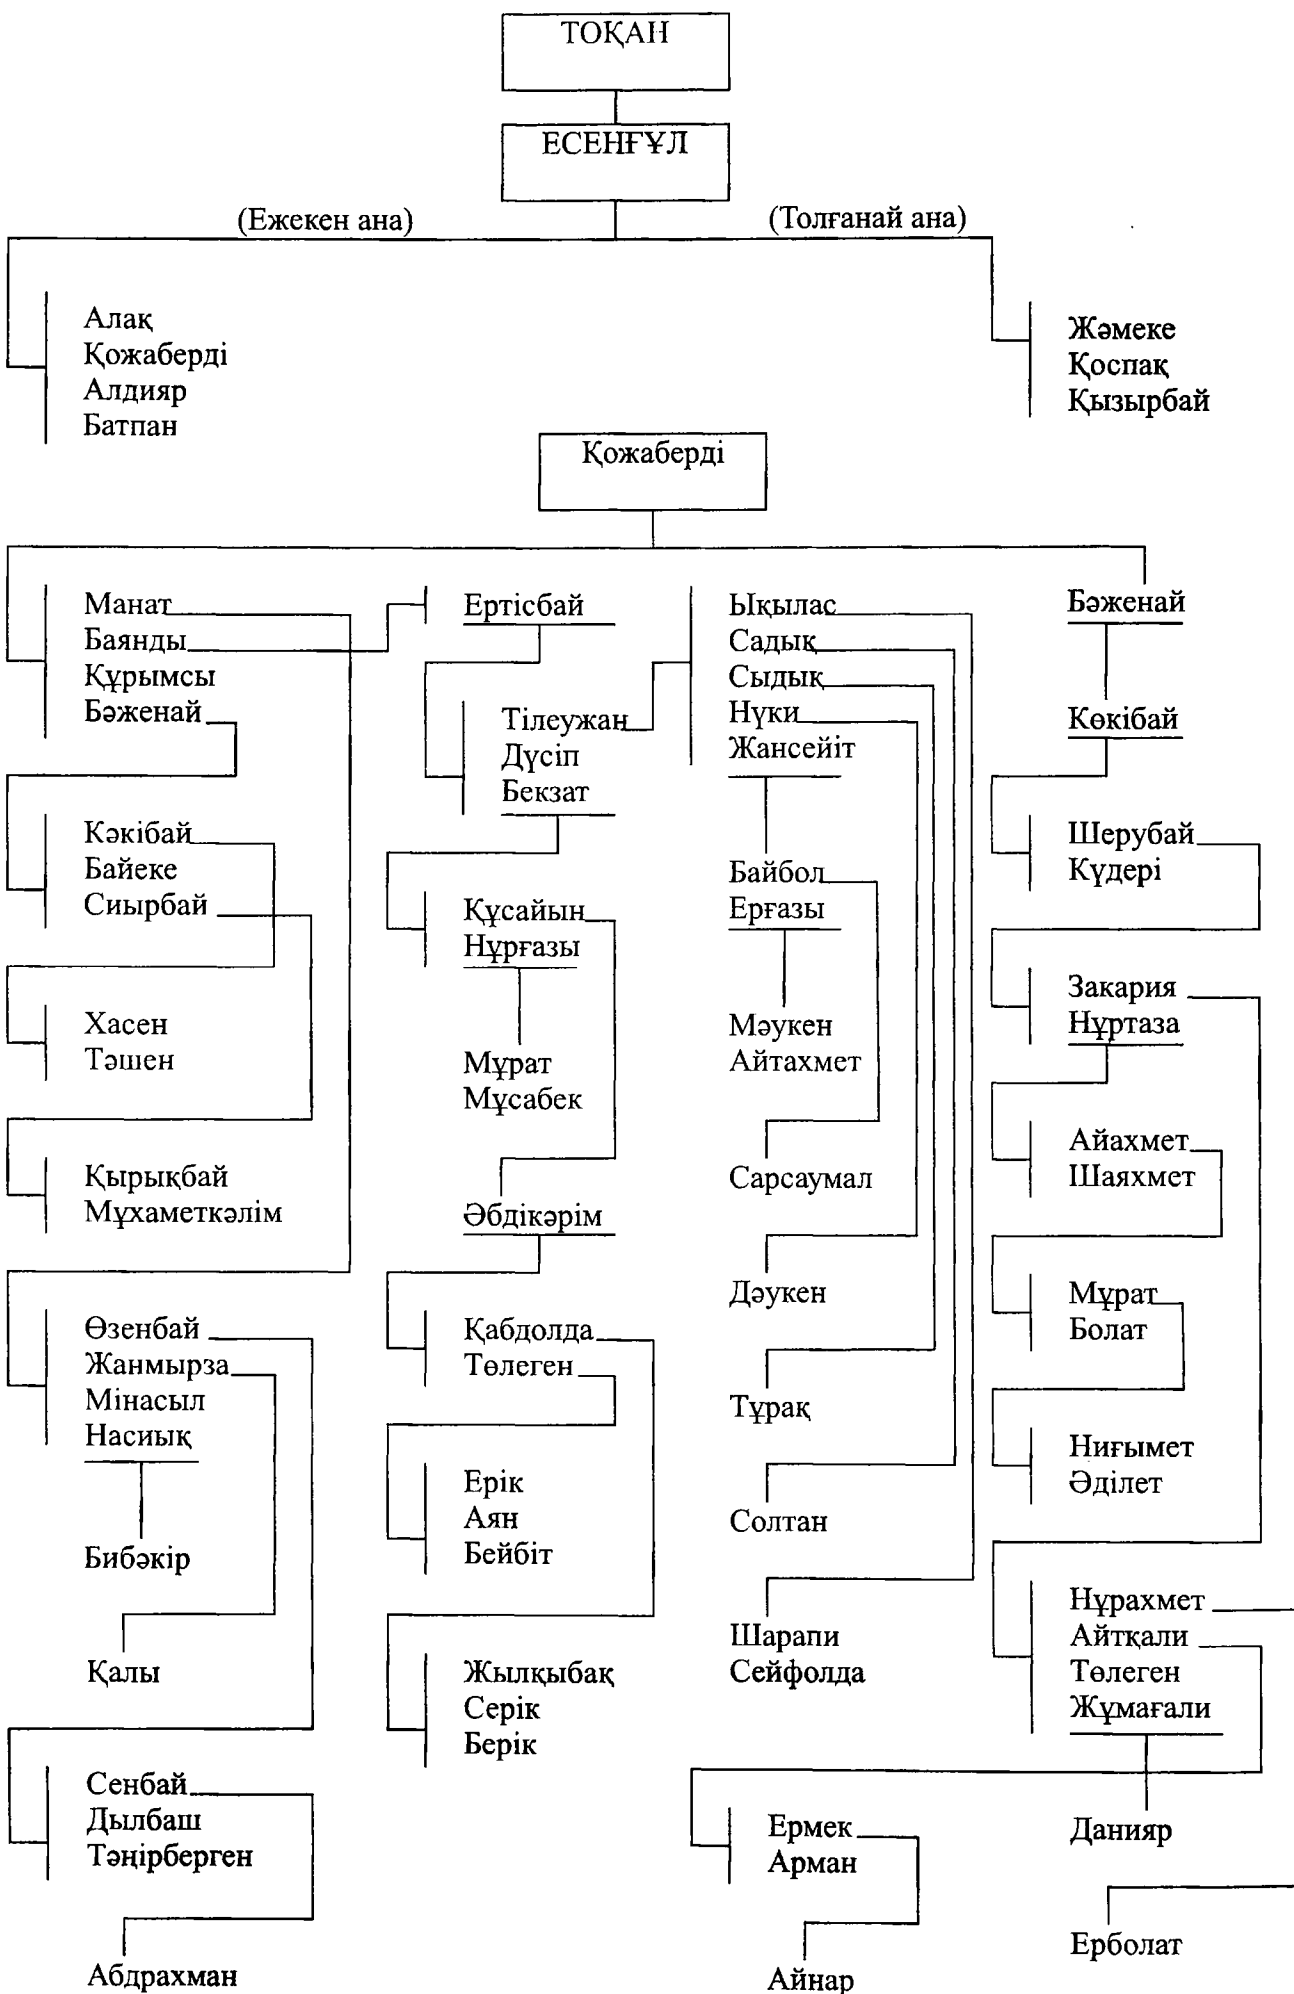 ТОҚАН
ЕСЕНҒҰЛ
(Ежекен ана)
(Толғанай ана)
Алақ
Қожаберді
Алдияр
Батпан
Жәмеке
Қоспақ
Қызырбай
Қожаберді
Манат
Баянды
Құрымсы
Бәженай
Кәкібай
Байеке
Сиырбай
Хасен
Тәшен
Қырықбай
Мұхаметкәлім
Өзенбай
Жанмырза
Мінасыл
Насиық
Бибәкір
Қалы
Сенбай
Дылбаш
Тәңірберген
Абдрахман
Ертісбай
Тілеужан
Дүсіп
Бекзат
Құсайын
Нұрғазы
Мұрат
Мұсабек
Әбдікәрім
Қабдолда
Төлеген
Ерік
Аян
Бейбіт
Жылқыбақ
Серік
Берік
Ықылас
Садық
Сыдық
Нүки
Жансейіт
Байбол
Ерғазы
Мәукен
Айтахмет
Сарсаумал
Дәукен
Тұрақ
Солтан
Шарапи
Сейфолда
Ермек
Арман
Айнар
Бәженай
Көкібай
Шерубай
Күдері
Закария
Нұртаза
Айахмет
Шаяхмет
Мұрат
Болат
Ниғымет
Әділет
Нұрахмет
Айтқали
Төлеген
Жұмағали
Данияр
Ерболат